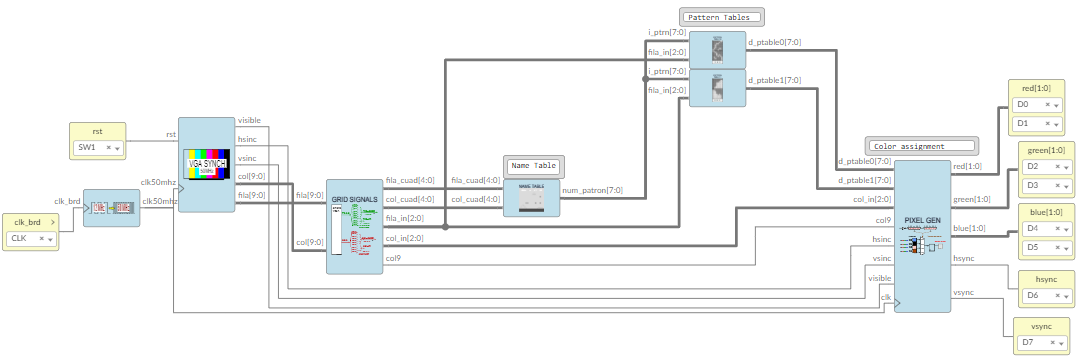 Pattern Tables
i_ptrn[7:0]
fila_in[2:0]
d_ptable0[7:0]
i_ptrn[7:0]
fila_in[2:0]
d_ptable1[7:0]
red[1:0]
D0
D1
rst
SW1
rst
clk50mhz
VGA SYNCH
visible
hsinc
vsinc
col[9:0]
fila[9:0]
Color assignment
green[1:0]
D2
D3
Name Table
clk_brd
CLK
clk_brd
clk50mhz
fila[9:0]
col[9:0]
GRID SIGNALS
fila_cuad[4:0]
col_cuad[4:0]
fila_in[2:0]
col_in[2:0]
col9
fila_cuad[4:0]
col_cuad[4:0]
NAME TABLE
num_patron[7:0]
d_ptable0[7:0]
d_ptable1[7:0]
col_in[2:0]
col9
hsinc
vsinc
visible
clk
PIXEL GEN
red[1:0]
green[1:0]
blue[1:0]
hsync
vsync
blue[1:0]
D4
D5
hsync
D6
vsync
D7